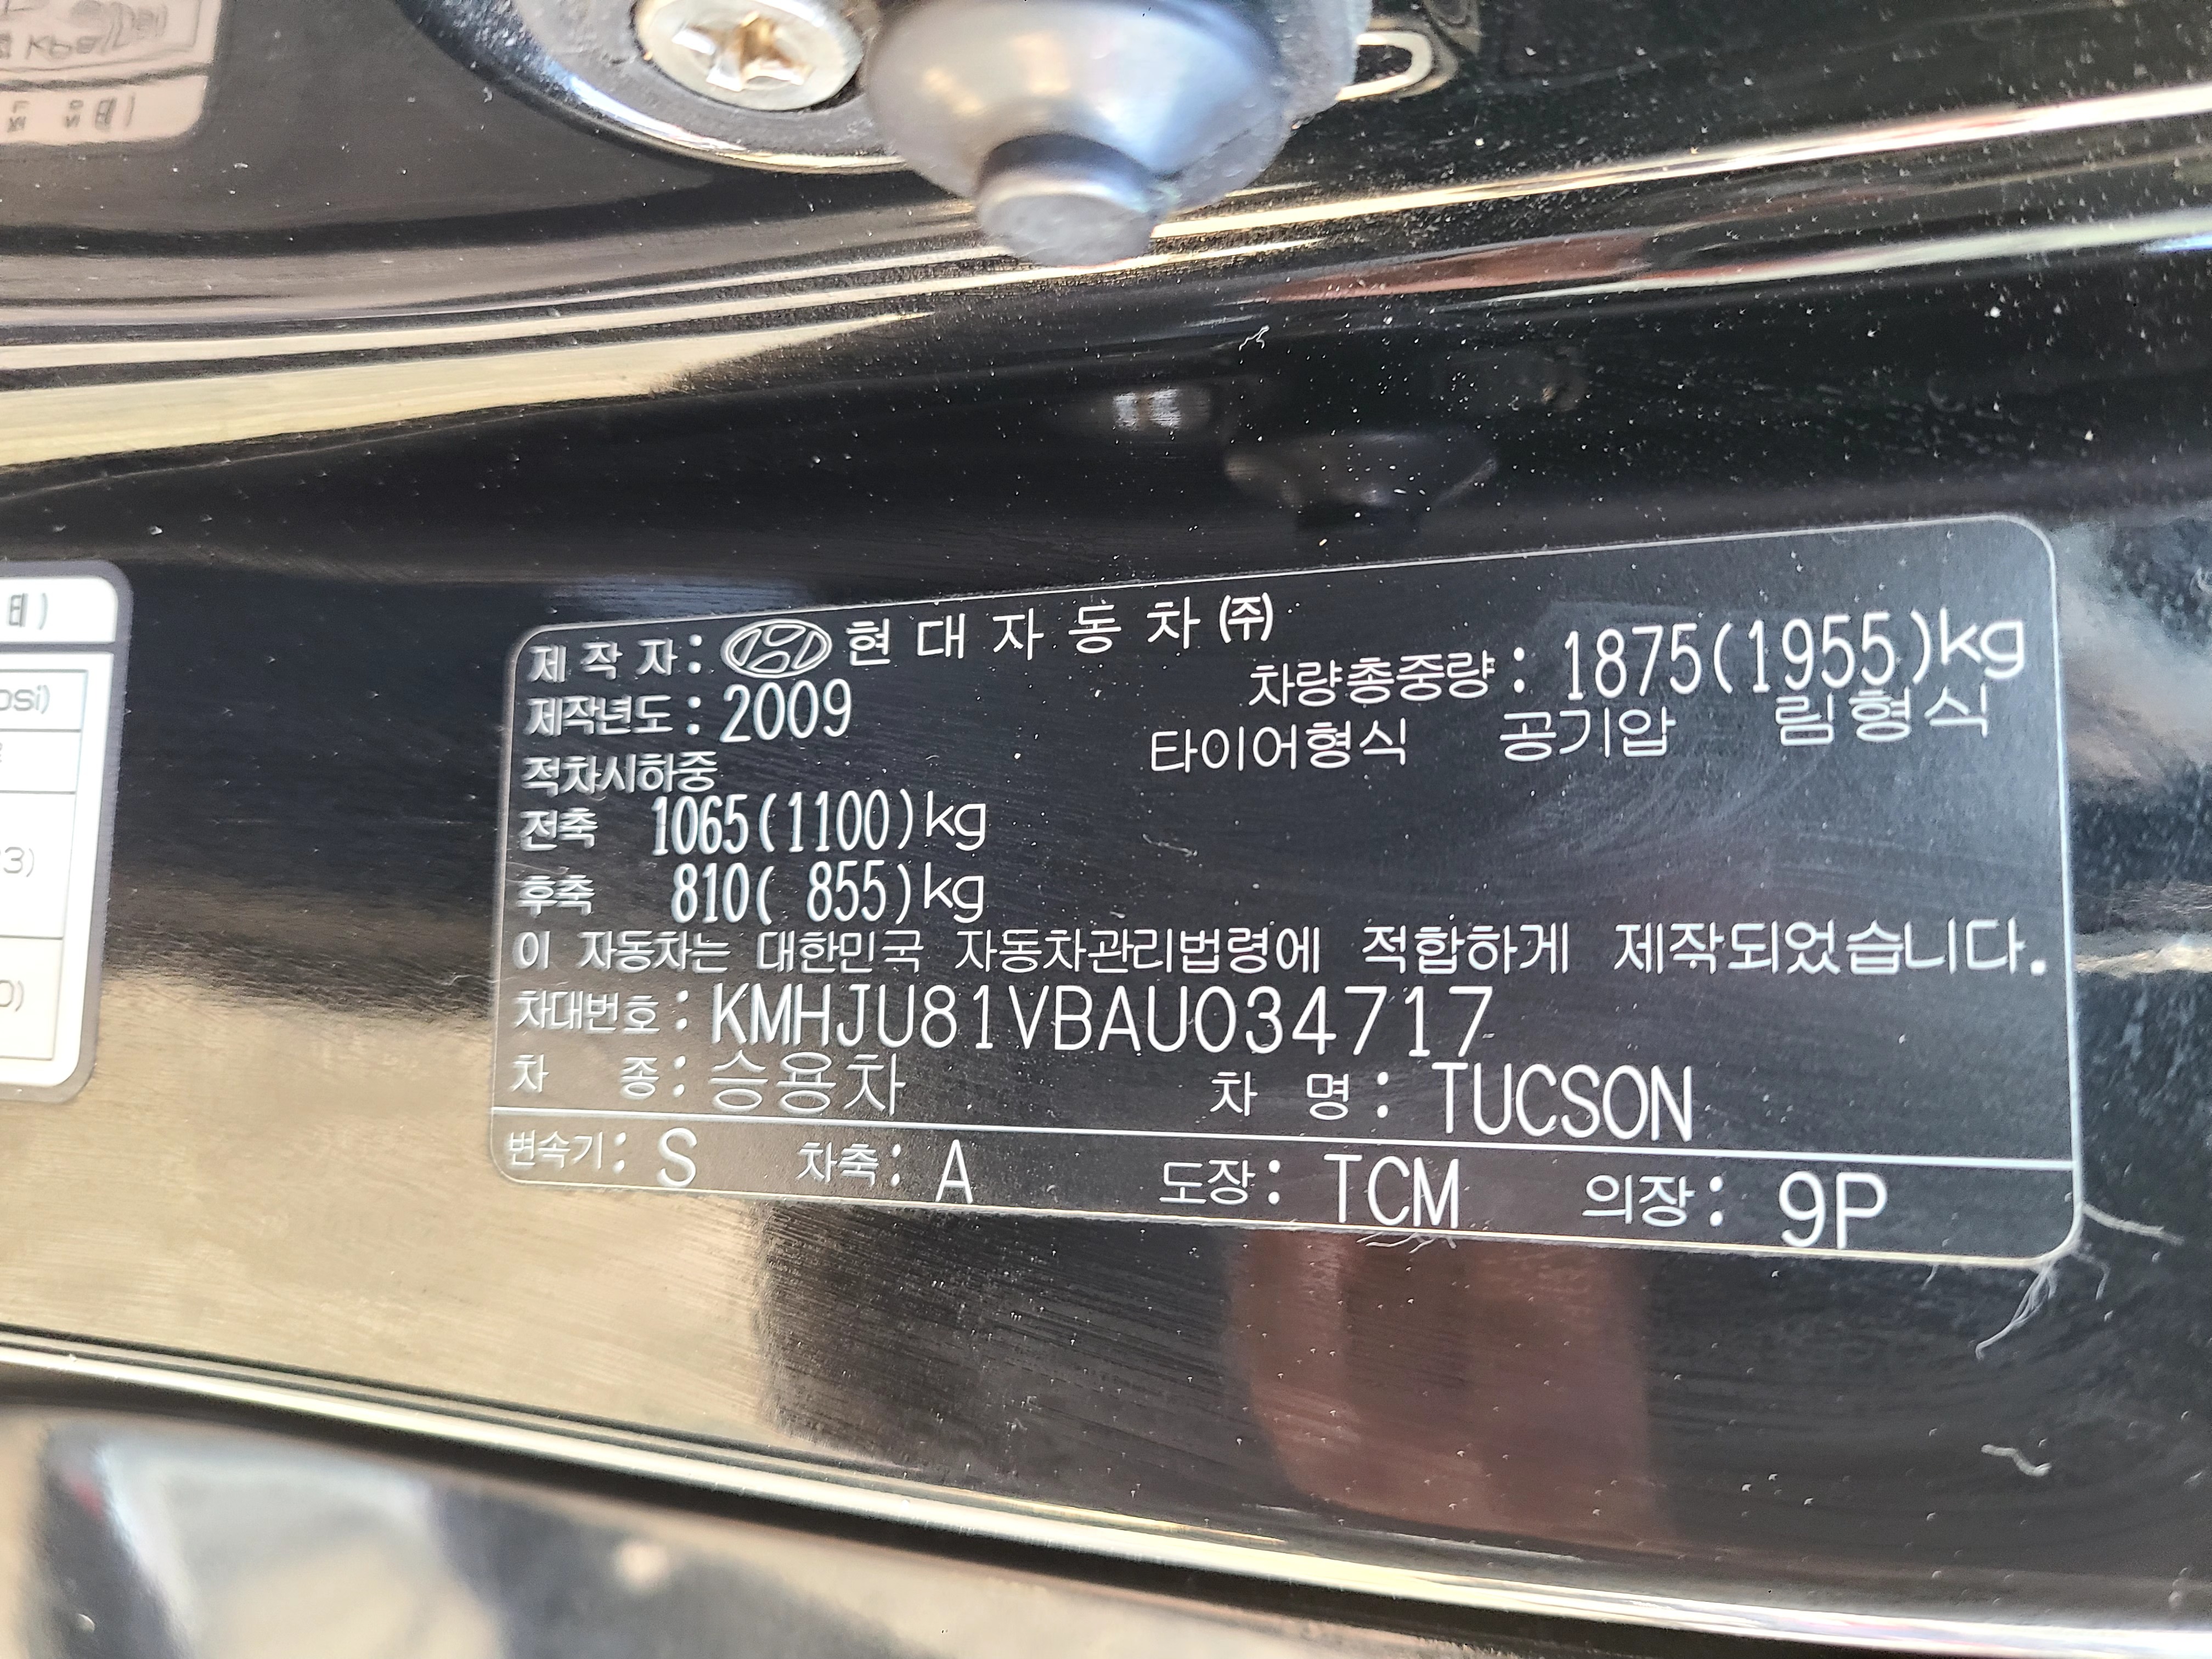 제 작 자 : 현 대 자 동 차 ㈜
제작년도 : 2009
차량총중량 : 1875(1955)kg
적차시하중
타이어형식 공기압 림형식
전축 1065(1100)kg
후축 810( 855)kg
이 자동차는 대한민국 자동차관리법령에 적합하게 제작되었습니다.
차대번호 : KMHJU81VBAU034717
차 종 : 승용차 차 명 : TUCSON
변속기 : S 차축 : A 도장 : TCM 의장 : 9P